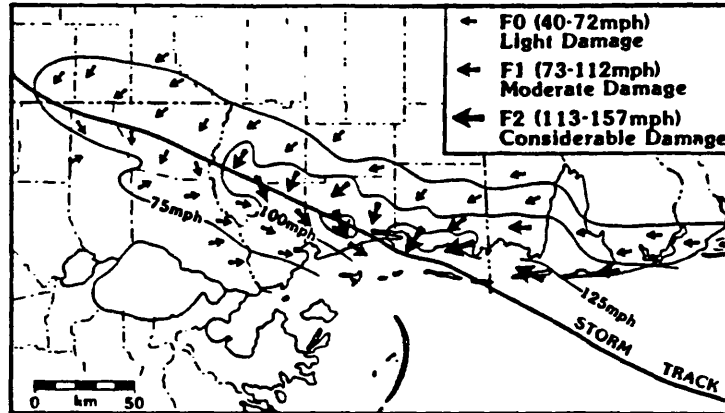 F0 (40-72mph)
Light Damage
F1 (73-112mph)
Moderate Damage
F2 (113-157mph)
Considerable Damage
75mph
100mph
125mph
STORM
TRACK
0 50
km